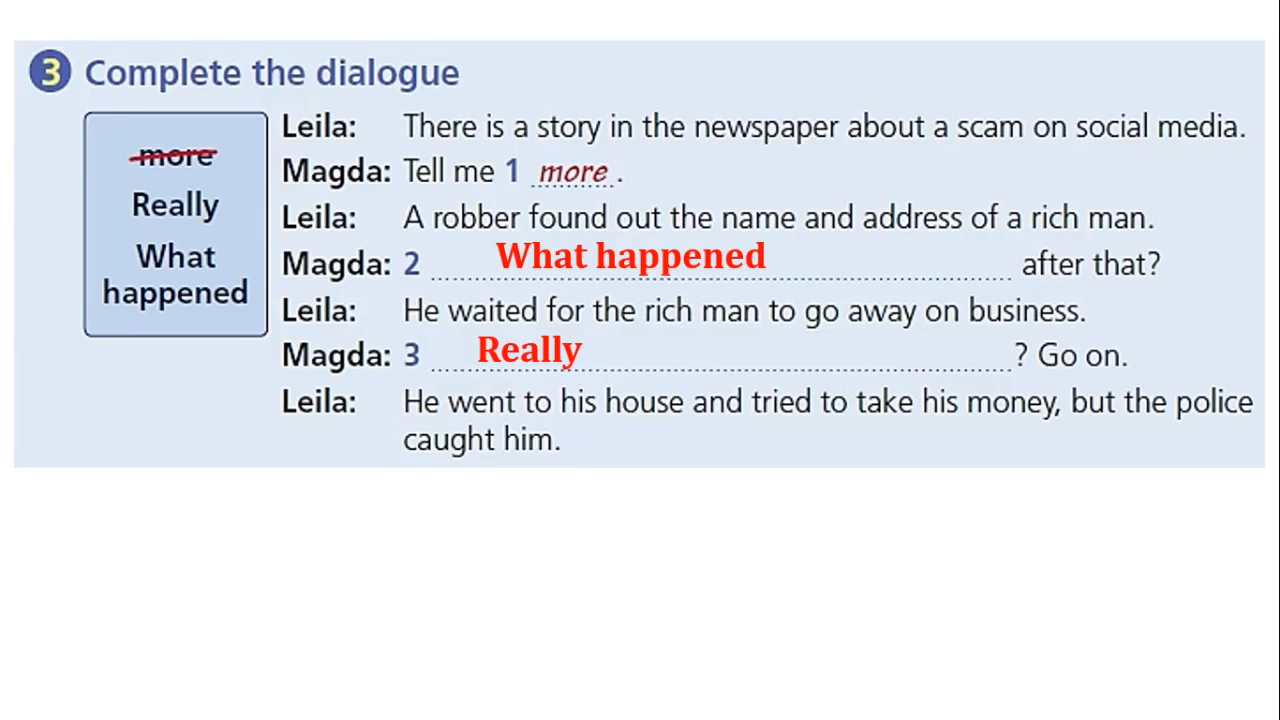 3 Complete the dialogue
more
Really
What
happened
Leila: There is a story in the newspaper about a scam on social media.
Magda: Tell me 1 more.
Leila: A robber found out the name and address of a rich man.
Magda: 2 What happened after that?
Leila: He waited for the rich man to go away on business.
Magda: 3 Really ? Go on.
Leila: He went to his house and tried to take his money, but the police
caught him.